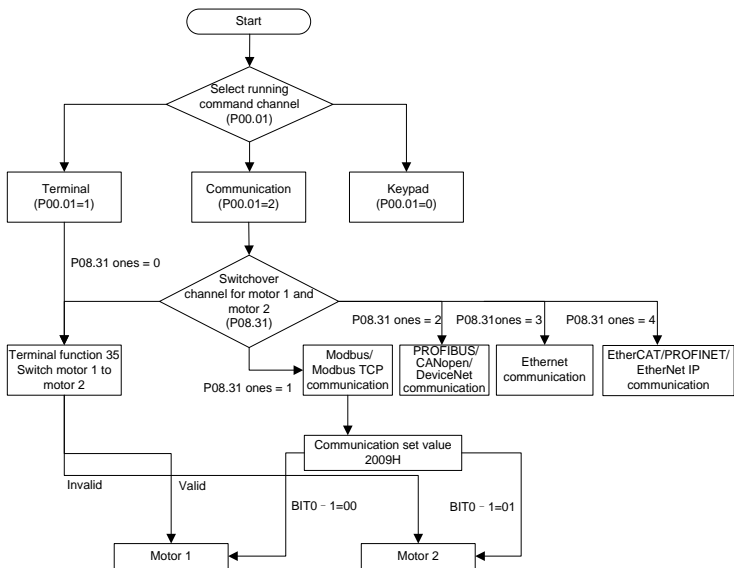 Start
Select running
command channel
(P00.01)
Terminal
(P00.01=1)
Communication
(P00.01=2)
Keypad
(P00.01=0)
P08.31 ones = 0
Switchover
channel for motor 1 and
motor 2
(P08.31)
P08.31 ones = 2
P08.31ones = 3
P08.31 ones = 4
Terminal function 35
Switch motor 1 to
motor 2
P08.31 ones = 1
Modbus/
Modbus TCP
communication
PROFIBUS/
CANopen/
DeviceNet
communication
Ethernet
communication
EtherCAT/PROFINET/
EtherNet IP
communication
Communication set value
2009H
Invalid
Valid
BIT0‐1=00
BIT0‐1=01
Motor 1
Motor 2